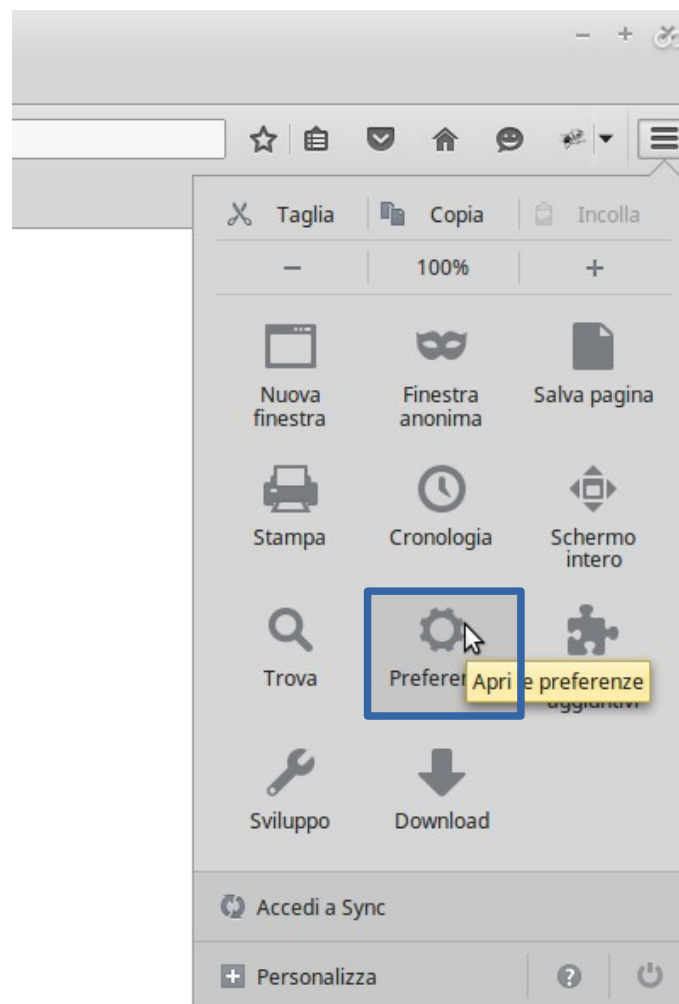 Taglia Copia Incolla
− 100% +
Nuova finestra
Finestra anonima
Salva pagina
Stampa
Cronologia
Schermo intero
Trova
Apri le preferenze
aggiuntivi
Sviluppo
Download
Accedi a Sync
Personalizza